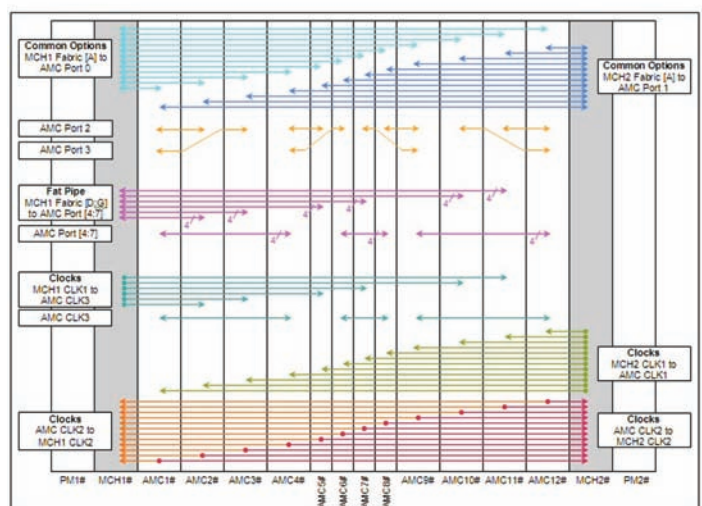 Common Options
MCH1 Fabric [A] to
AMC Port 0
Common Options
MCH2 Fabric [A] to
AMC Port 1
AMC Port 2
AMC Port 3
Fat Pipe
MCH1 Fabric [D;G]
to AMC Port [4:7]
4
4
4
4
4
4
AMC Port [4:7]
4
4
4
Clocks
MCH1 CLK1 to
AMC CLK3
AMC CLK3
Clocks
MCH2 CLK1 to
AMC CLK1
Clocks
AMC CLK2 to
MCH1 CLK2
Clocks
AMC CLK2 to
MCH2 CLK2
PM1# MCH1# AMC1# AMC2# AMC3# AMC4# AMC5# AMC6# AMC7# AMC8# AMC9# AMC10# AMC11# AMC12# MCH2# PM2#